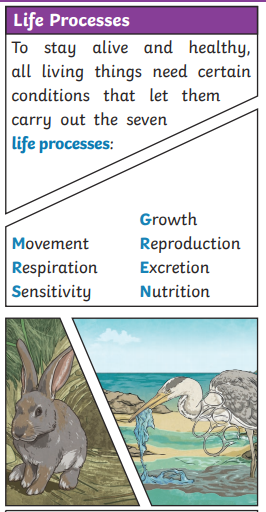 Life Processes
To stay alive and healthy,
all living things need certain
conditions that let them
carry out the seven
life processes:
Growth
Movement
Reproduction
Respiration
Excretion
Sensitivity
Nutrition